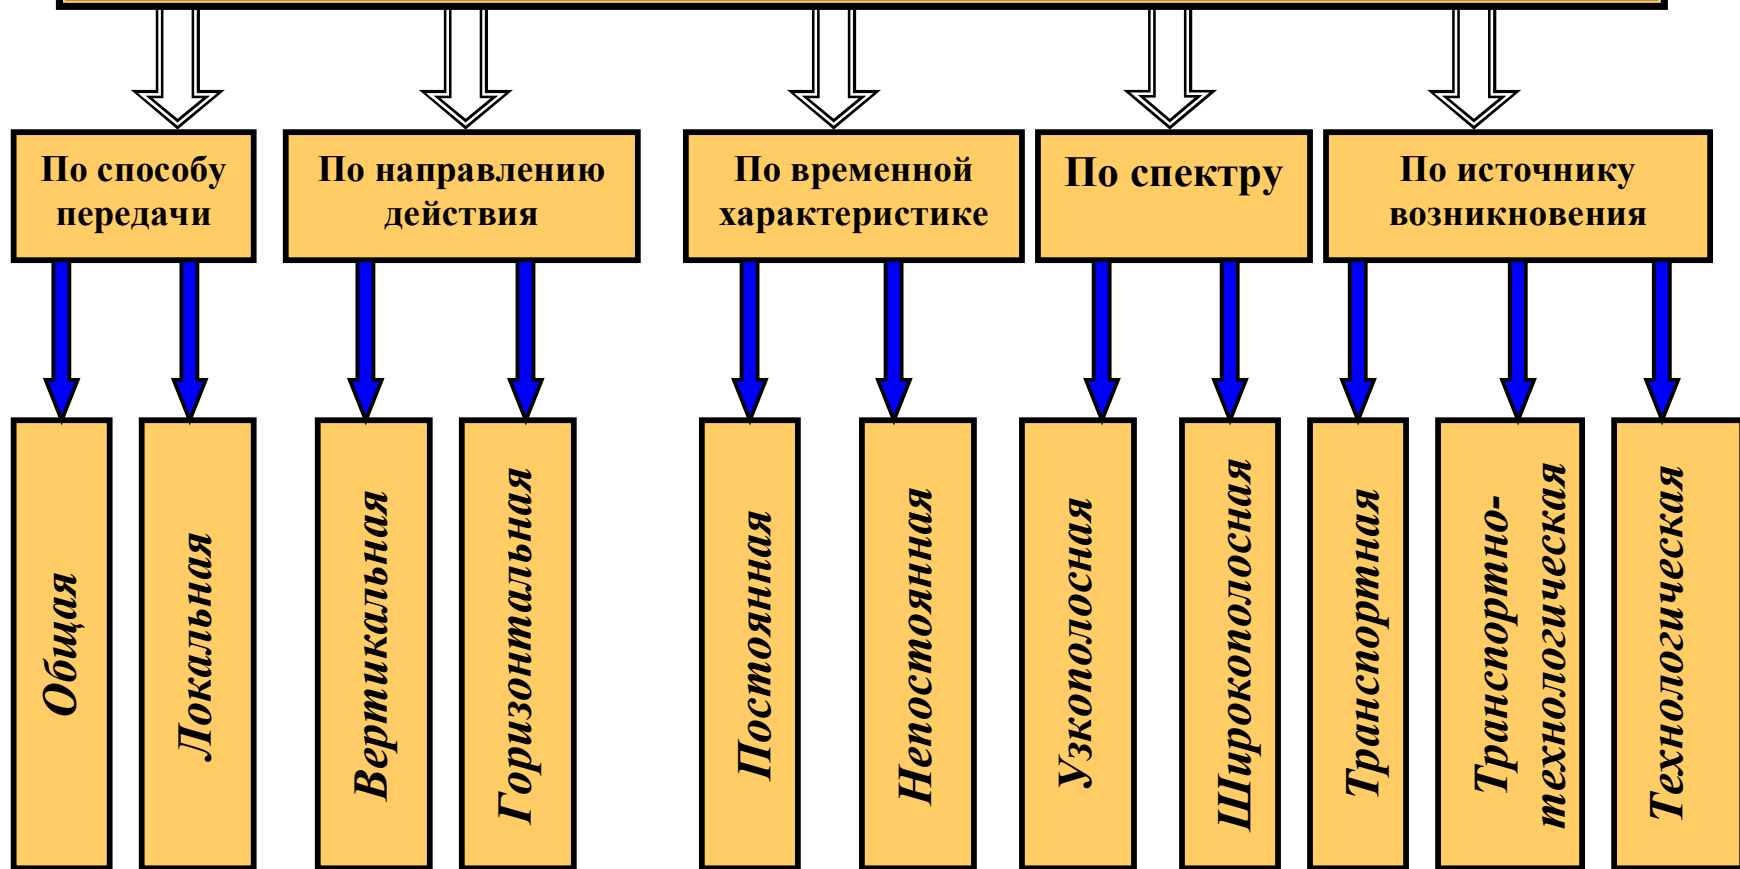 По способу
передачи
По направлению
действия
По временной
характеристике
По спектру
По источнику
возникновения
Общая
Локальная
Вертикальная
Горизонтальная
Постоянная
Непостоянная
Узкополосная
Широкополосная
Транспортная
Транспортно-
технологическая
Технологическая